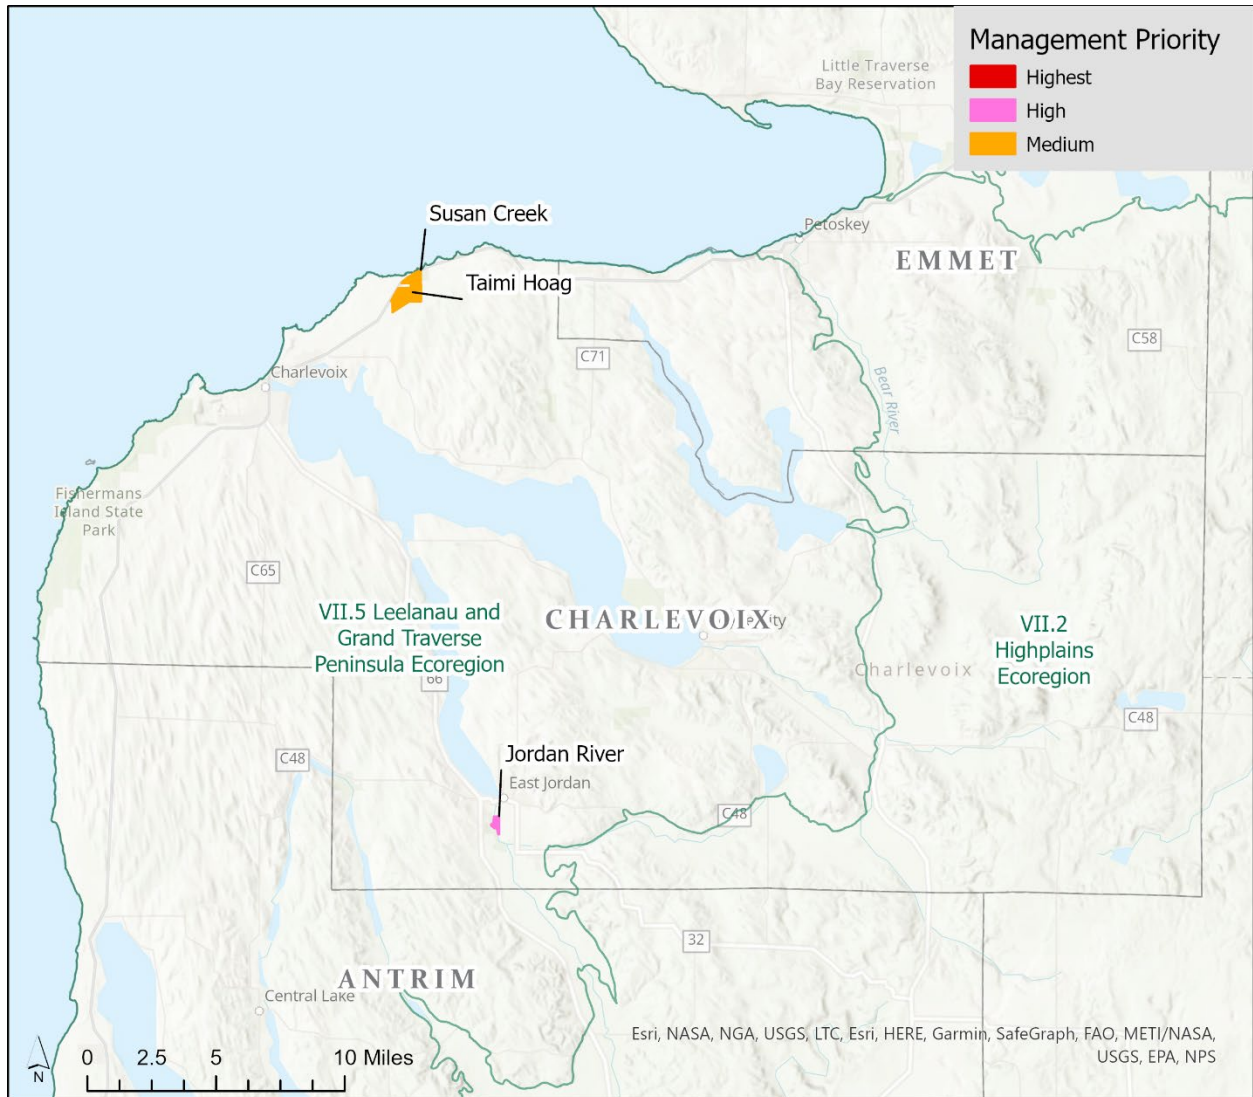 Management Priority
Highest
High
Medium
Little Traverse
Bay Reservation
Susan Creek
Taimi Hoag
Petoskey
EMMET
C71
C58
Charlevoix
Bear River
Fishermans
Island State
Park
C65
VII.5 Leelanau and
Grand Traverse
Peninsula Ecoregion
66
CHARLEVOIX
VII.2
Highplains
Ecoregion
Charlevoix
C48
C48
Jordan River
East Jordan
C48
32
ANTRIM
Central Lake
N
0 2.5 5 10 Miles
Esri, NASA, NGA, USGS, LTC, Esri, HERE, Garmin, SafeGraph, FAO, METI/NASA,
USGS, EPA, NPS